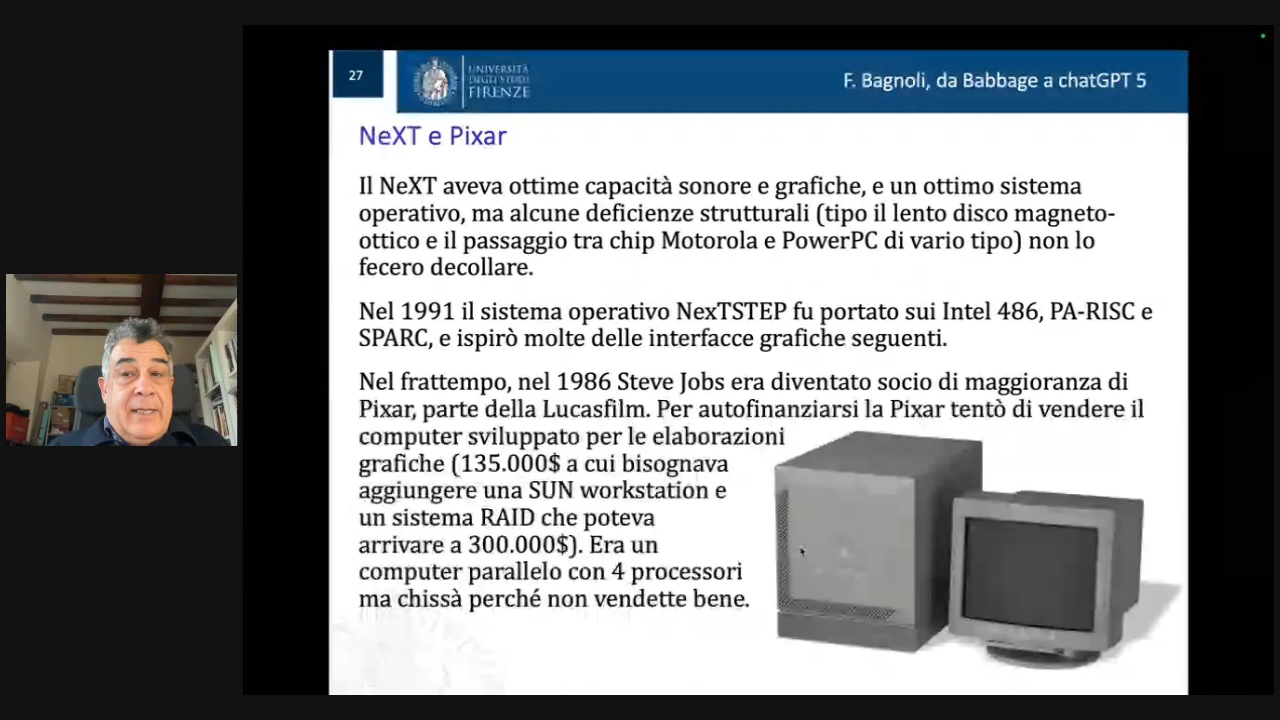 27
UNIVERSITÀ
DEGLI STUDI
FIRENZE
F. Bagnoli, da Babbage a chatGPT 5
NeXT e Pixar
Il NeXT aveva ottime capacità sonore e grafiche, e un ottimo sistema
operativo, ma alcune deficienze strutturali (tipo il lento disco magneto-
ottico e il passaggio tra chip Motorola e PowerPC di vario tipo) non lo
fecero decollare.
Nel 1991 il sistema operativo NexTSTEP fu portato sui Intel 486, PA-RISC e
SPARC, e ispirò molte delle interfacce grafiche seguenti.
Nel frattempo, nel 1986 Steve Jobs era diventato socio di maggioranza di
Pixar, parte della Lucasfilm. Per autofinanziarsi la Pixar tentò di vendere il
computer sviluppato per le elaborazioni
grafiche (135.000$ a cui bisognava
aggiungere una SUN workstation e
un sistema RAID che poteva
arrivare a 300.000$). Era un
computer parallelo con 4 processori
ma chissà perché non vendette bene.